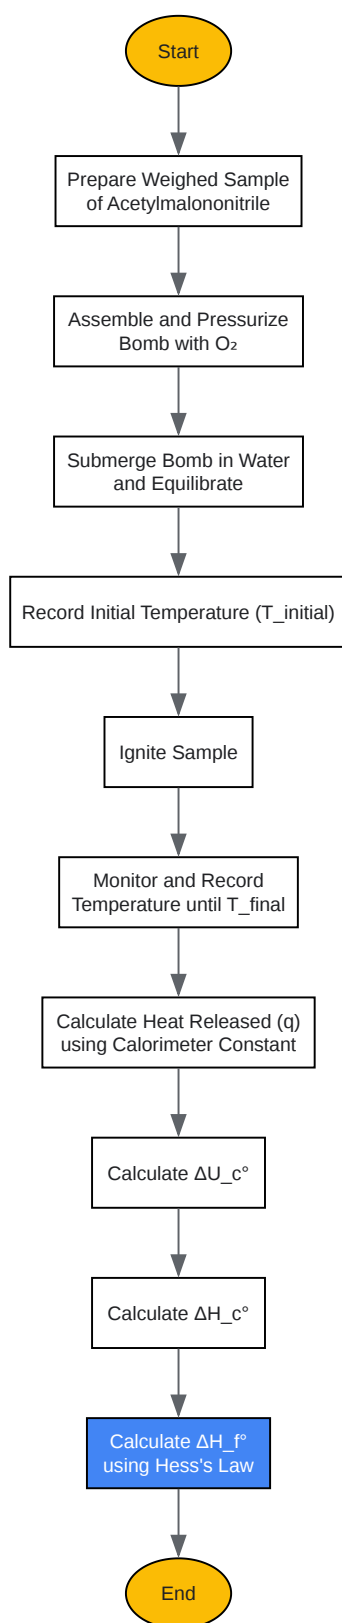 Start
Prepare Weighed Sample
of Acetylmalononitrile
Assemble and Pressurize
Bomb with O₂
Submerge Bomb in Water
and Equilibrate
Record Initial Temperature (T_initial)
Ignite Sample
Monitor and Record
Temperature until T_final
Calculate Heat Released (q)
using Calorimeter Constant
Calculate ΔU_c°
Calculate ΔH_c°
Calculate ΔH_f°
using Hess's Law
End